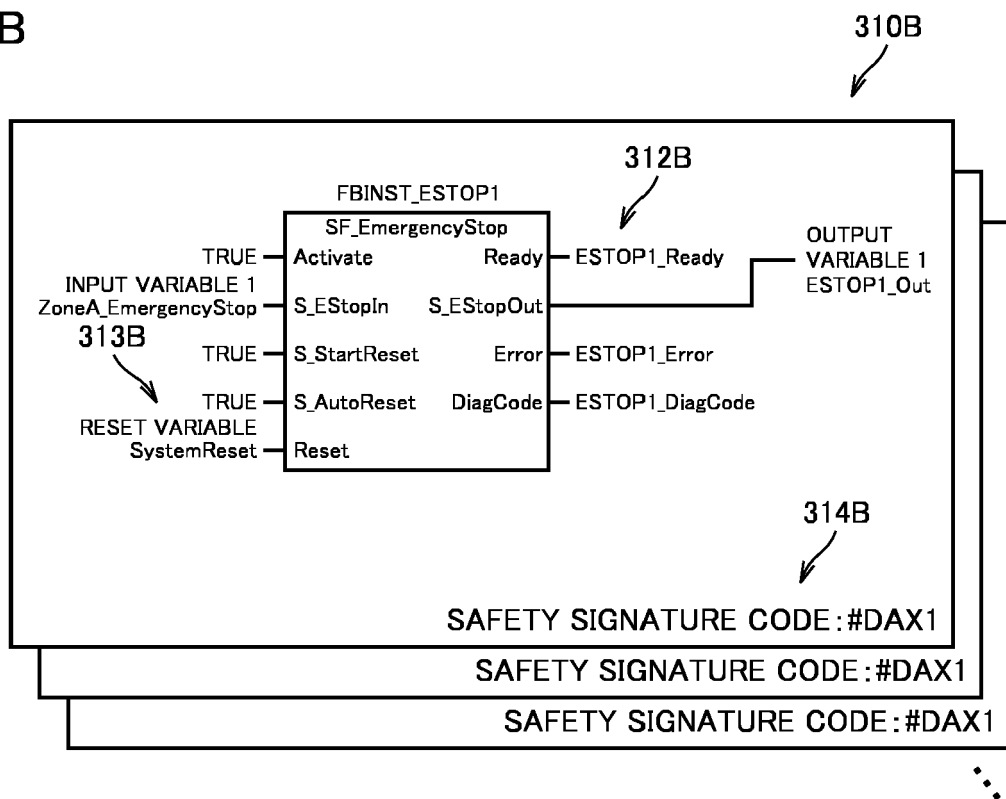 B
310B
312B
FBINST_ESTOP1
SF_EmergencyStop
TRUE Activate Ready ESTOP1_Ready
OUTPUT
VARIABLE 1
ESTOP1_Out
INPUT VARIABLE 1
ZoneA_EmergencyStop S_EStopIn S_EStopOut
313B
TRUE S_StartReset Error ESTOP1_Error
TRUE S_AutoReset DiagCode ESTOP1_DiagCode
RESET VARIABLE
SystemReset Reset
314B
SAFETY SIGNATURE CODE:#DAX1
SAFETY SIGNATURE CODE:#DAX1
SAFETY SIGNATURE CODE:#DAX1